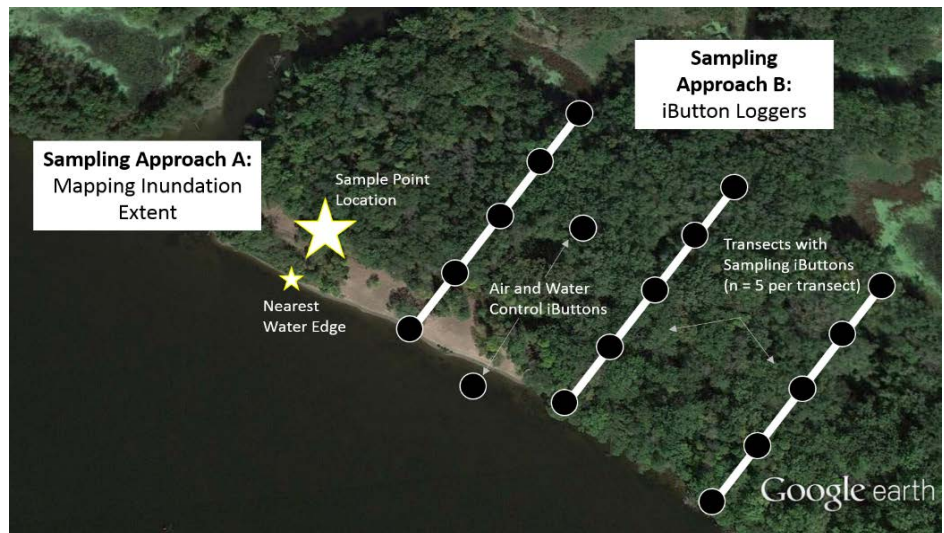 Sampling Approach A:
Mapping Inundation
Extent
Sample Point
Location
Nearest
Water Edge
Sampling
Approach B:
iButton Loggers
Air and Water
Control iButtons
Transects with
Sampling iButtons
(n = 5 per transect)
Google earth